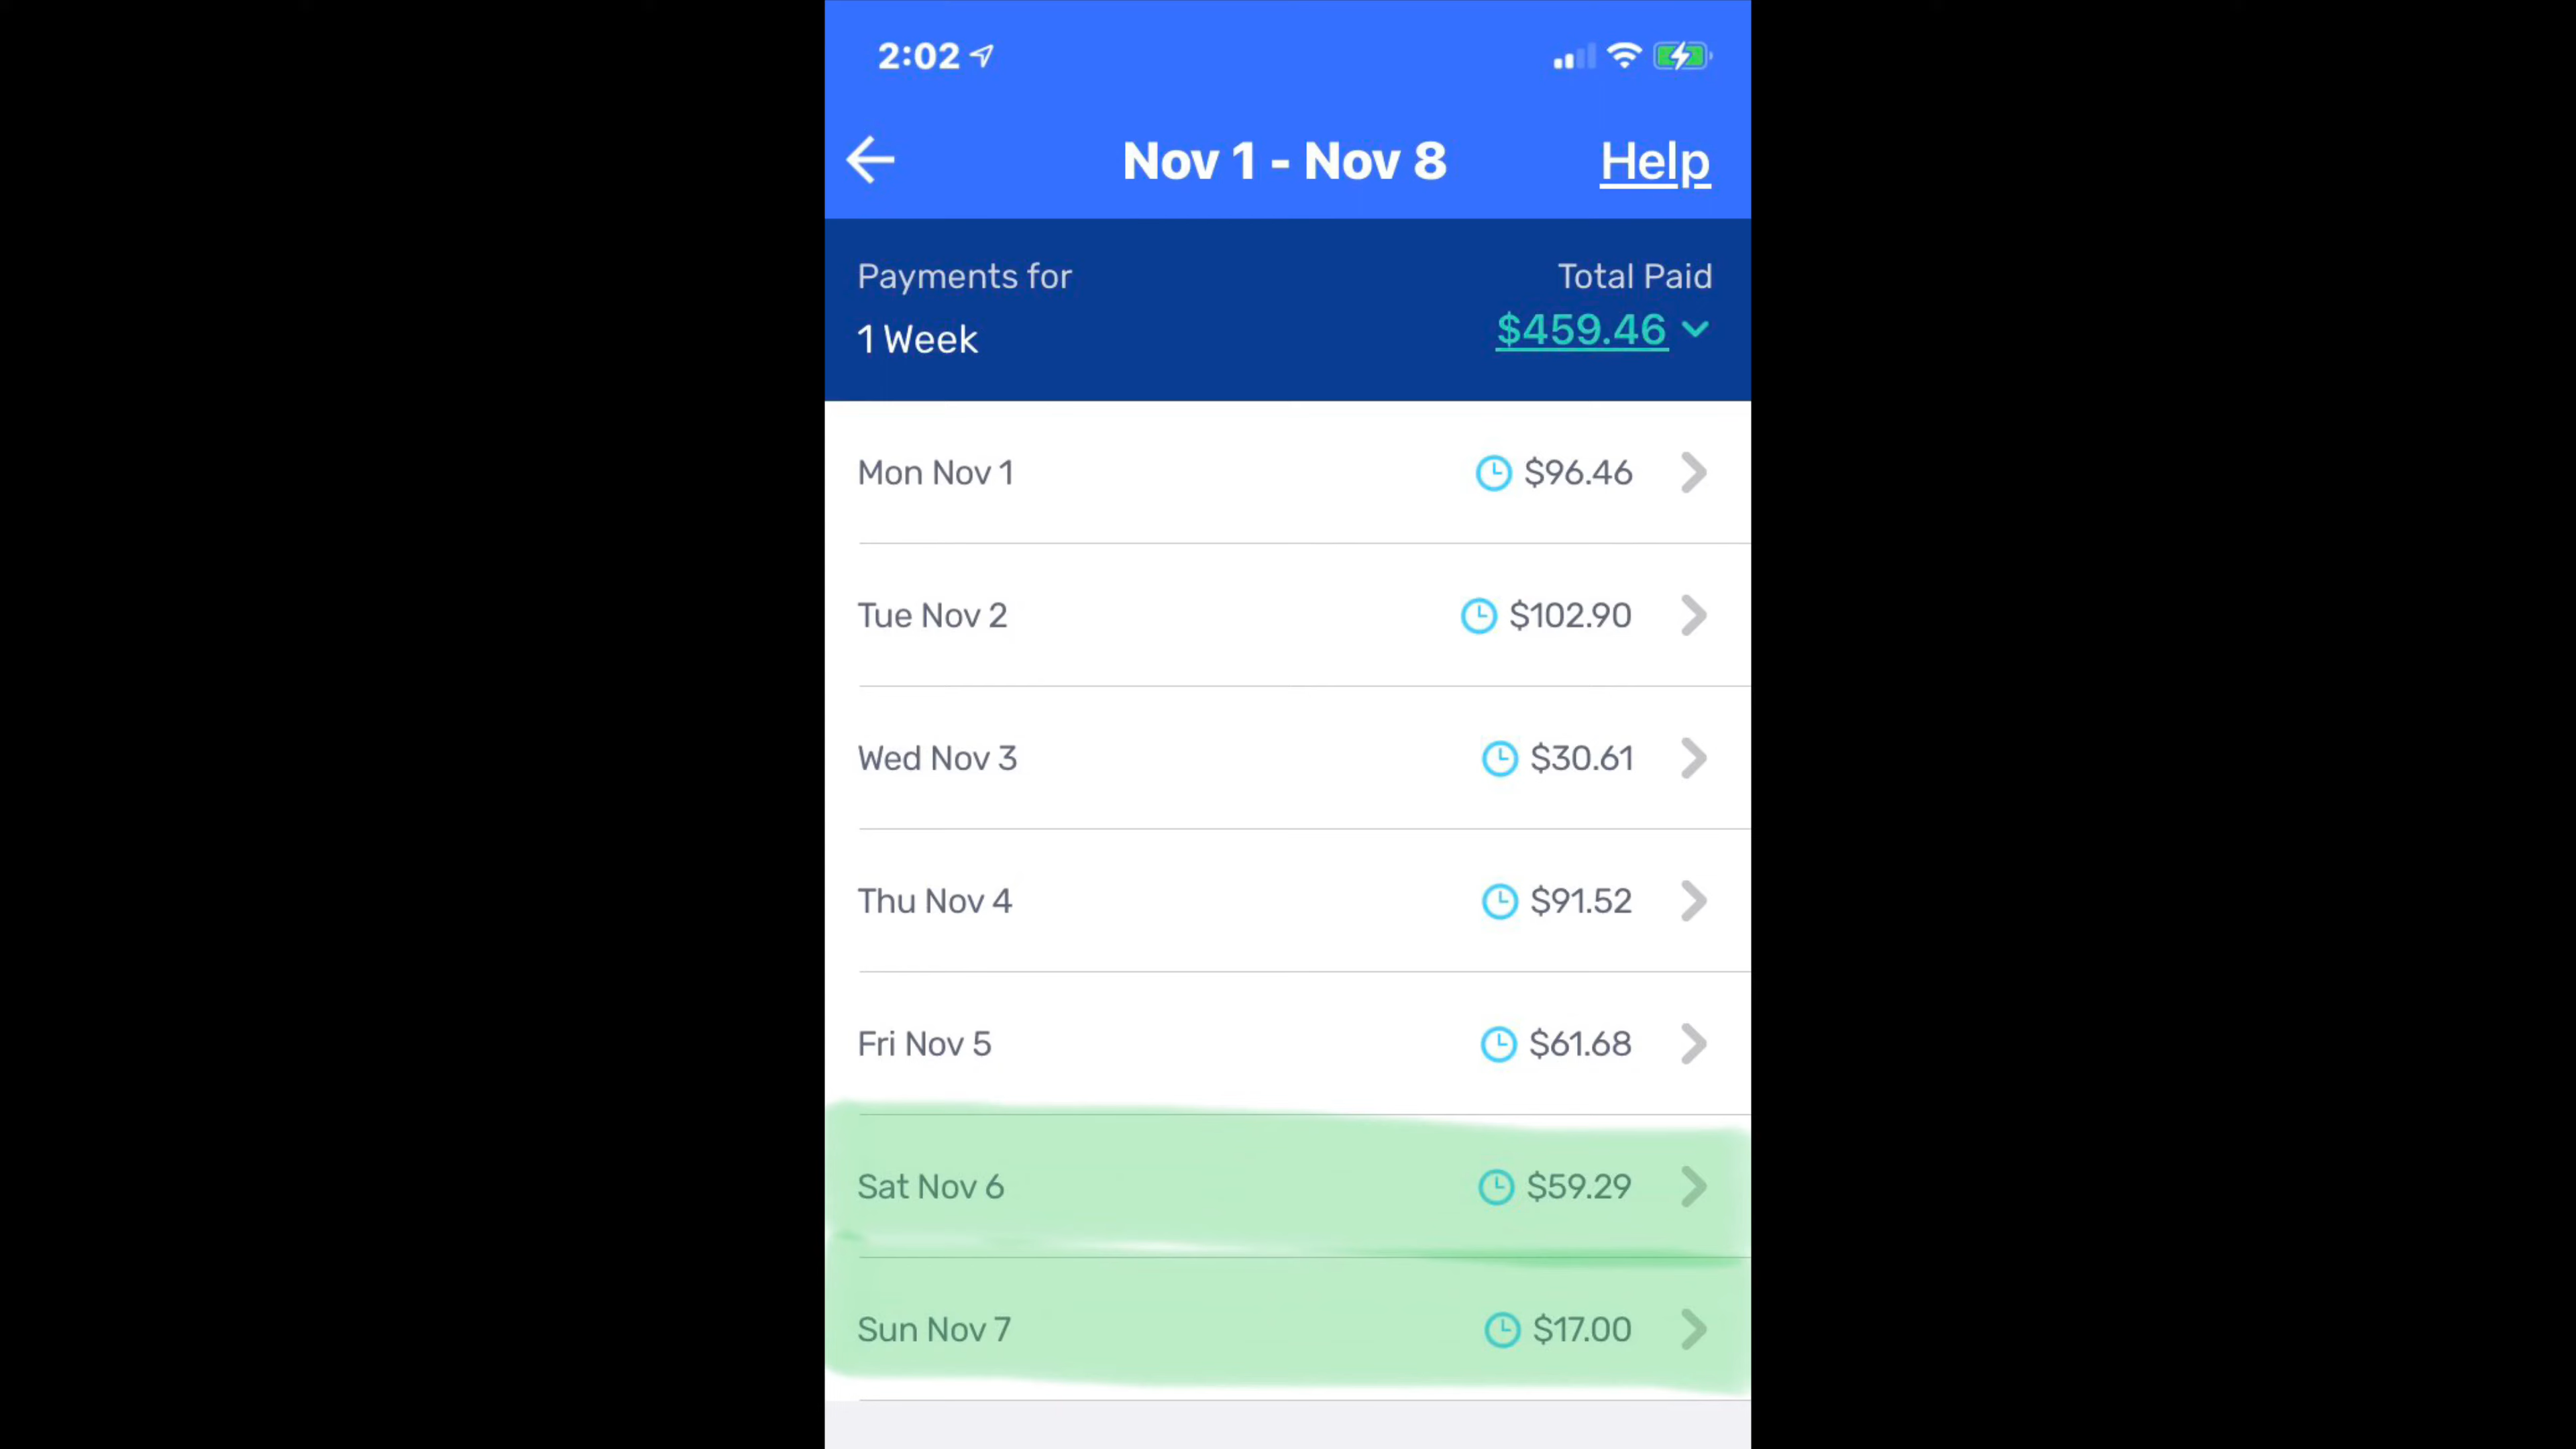 2:02
Nov 1 - Nov 8 Help
Payments for Total Paid
1 Week $459.46
Mon Nov 1 $96.46
Tue Nov 2 $102.90
Wed Nov 3 $30.61
Thu Nov 4 $91.52
Fri Nov 5 $61.68
Sat Nov 6 $59.29
Sun Nov 7 $17.00